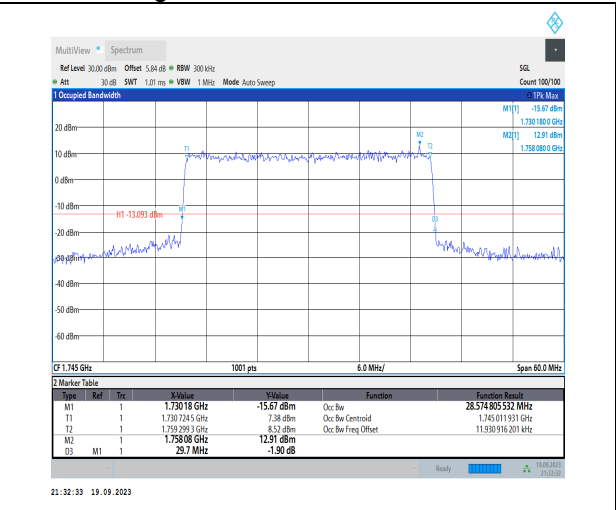 MultiView * Spectrum
Ref Level 30.00 dBm Offset 5.84 dB RBW 300 kHz SGL
Att 30 dB SWT 1.01 ms VBW 1 MHz Mode Auto Sweep Count 100/100
1 Occupied Bandwidth 1Pk Max
M1[1] -15.67 dBm
1.730 180 0 GHz
M2[1] 12.91 dBm
1.758 080 0 GHz
20 dBm
M2
T1 T2
10 dBm
0 dBm
-10 dBm
M1
H1 -13.093 dBm
D3
-20 dBm
-30 dBm
-40 dBm
-50 dBm
-60 dBm
CF 1.745 GHz 1001 pts 6.0 MHz/ Span 60.0 MHz
2 Marker Table
Type Ref Trc X-Value Y-Value Function Function Result
M1 1 1.73018 GHz -15.67 dBm Occ Bw 28.574 805 532 MHz
T1 1 1.730 724 5 GHz 7.38 dBm Occ Bw Centroid 1.745 011 931 GHz
T2 1 1.759 299 3 GHz 8.52 dBm Occ Bw Freq Offset 11.930 916 201 kHz
M2 1 1.75808 GHz 12.91 dBm
D3 M1 1 29.7 MHz -1.90 dB
Ready 19.09.2023
21:32:32
21:32:33 19.09.2023